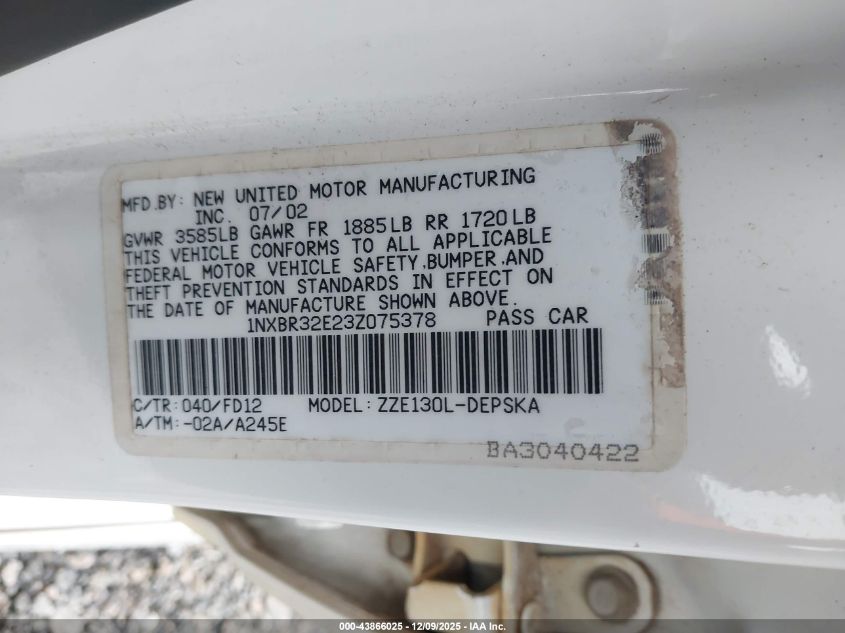 MFD.BY: NEW UNITED MOTOR MANUFACTURING
INC. 07/02
GVWR 3585LB GAWR FR 1885LB RR 1720LB
THIS VEHICLE CONFORMS TO ALL APPLICABLE
FEDERAL MOTOR VEHICLE SAFETY,BUMPER,AND
THEFT PREVENTION STANDARDS IN EFFECT ON
THE DATE OF MANUFACTURE SHOWN ABOVE.
1NXBR32E23Z075378 PASS CAR
C/TR:040/FD12 MODEL:ZZE130L-DEPSKA
A/TM:-02A/A245E
BA3040422
000-43866025 - 12/09/2025 - IAA Inc.